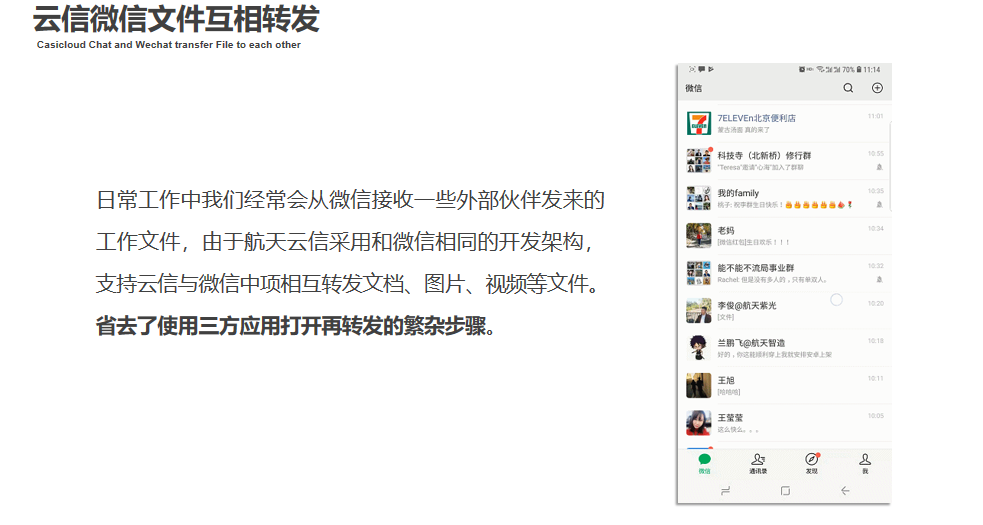 云信微信文件互相转发
Casicloud Chat and Wechat transfer File to each other
日常工作中我们经常会从微信接收一些外部伙伴发来的
工作文件，由于航天云信采用和微信相同的开发架构，
支持云信与微信中项相互转发文档、图片、视频等文件。
省去了使用三方应用打开再转发的繁杂步骤。
70% 11:14
微信
7ELEVEn北京便利店 11:01
蒙古汤面 真的来了
科技寺（北新桥）修行群 10:55
"Teresa"邀请"心海"加入了群聊
我的family 10:35
桃子: 祝李群生日快乐！
老妈 10:34
[微信红包]生日欢乐！！！
能不能不流局事业群 10:32
Rachel: 但是没有多人的，只有单双人。
李俊@航天紫光 10:20
[文件]
兰鹏飞@航天智造 10:18
好的，你这能顺利穿上我就安排安卓上架
王旭 10:11
[哈哈哈]
王莹莹 10:05
这么快么。。。
微信 通讯录 发现 我